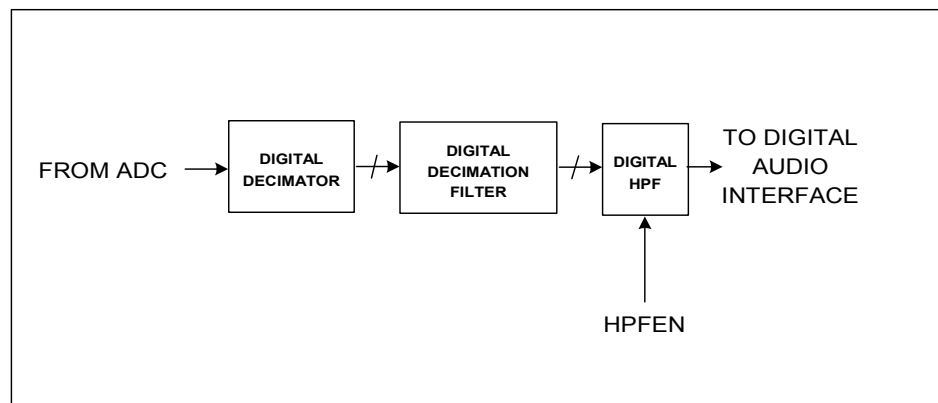 FROM ADC
DIGITAL
DECIMATOR
DIGITAL
DECIMATION
FILTER
DIGITAL
HPF
TO DIGITAL
AUDIO
INTERFACE
HPFEN